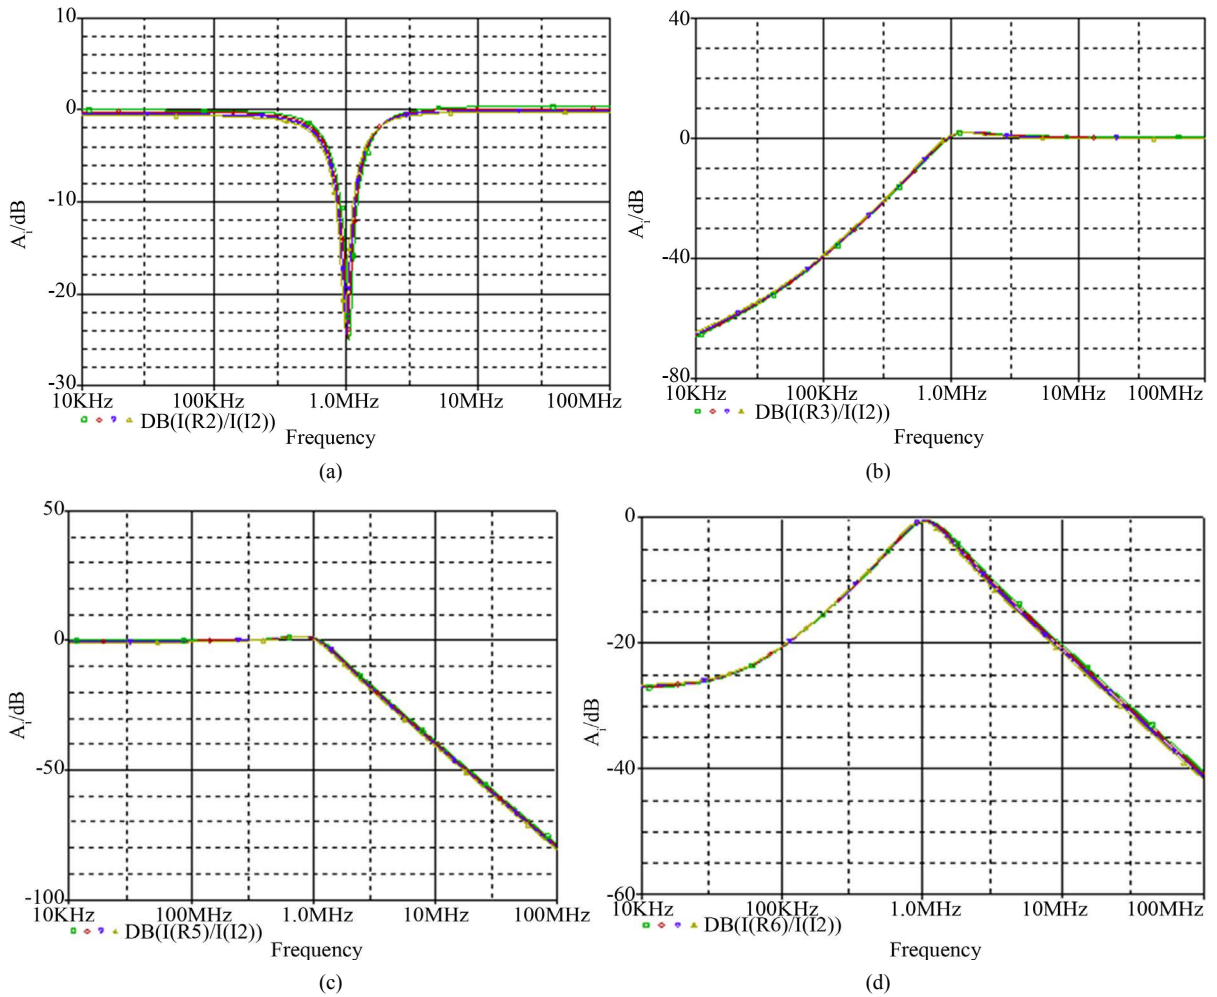 10
0
-10
-20
-30
A_i/dB
10KHz 100KHz 1.0MHz 10MHz 100MHz
DB(I(R2)/I(I2))
Frequency
(a)
40
0
-40
-80
A_i/dB
10KHz 100KHz 1.0MHz 10MHz 100MHz
DB(I(R3)/I(I2))
Frequency
(b)
50
0
-50
-100
A_i/dB
10KHz 100MHz 1.0MHz 10MHz 100MHz
DB(I(R5)/I(I2))
Frequency
(c)
0
-20
-40
-60
A_i/dB
10KHz 100KHz 1.0MHz 10MHz 100MHz
DB(I(R6)/I(I2))
Frequency
(d)